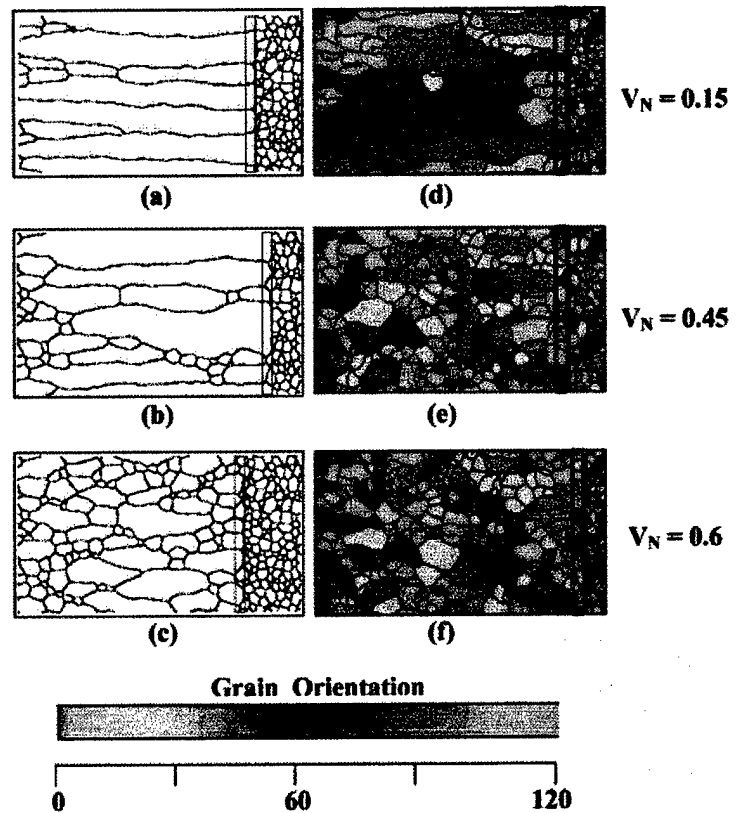 (a)
(d)
V_N = 0.15
(b)
(e)
V_N = 0.45
(c)
(f)
V_N = 0.6
Grain Orientation
0 60 120